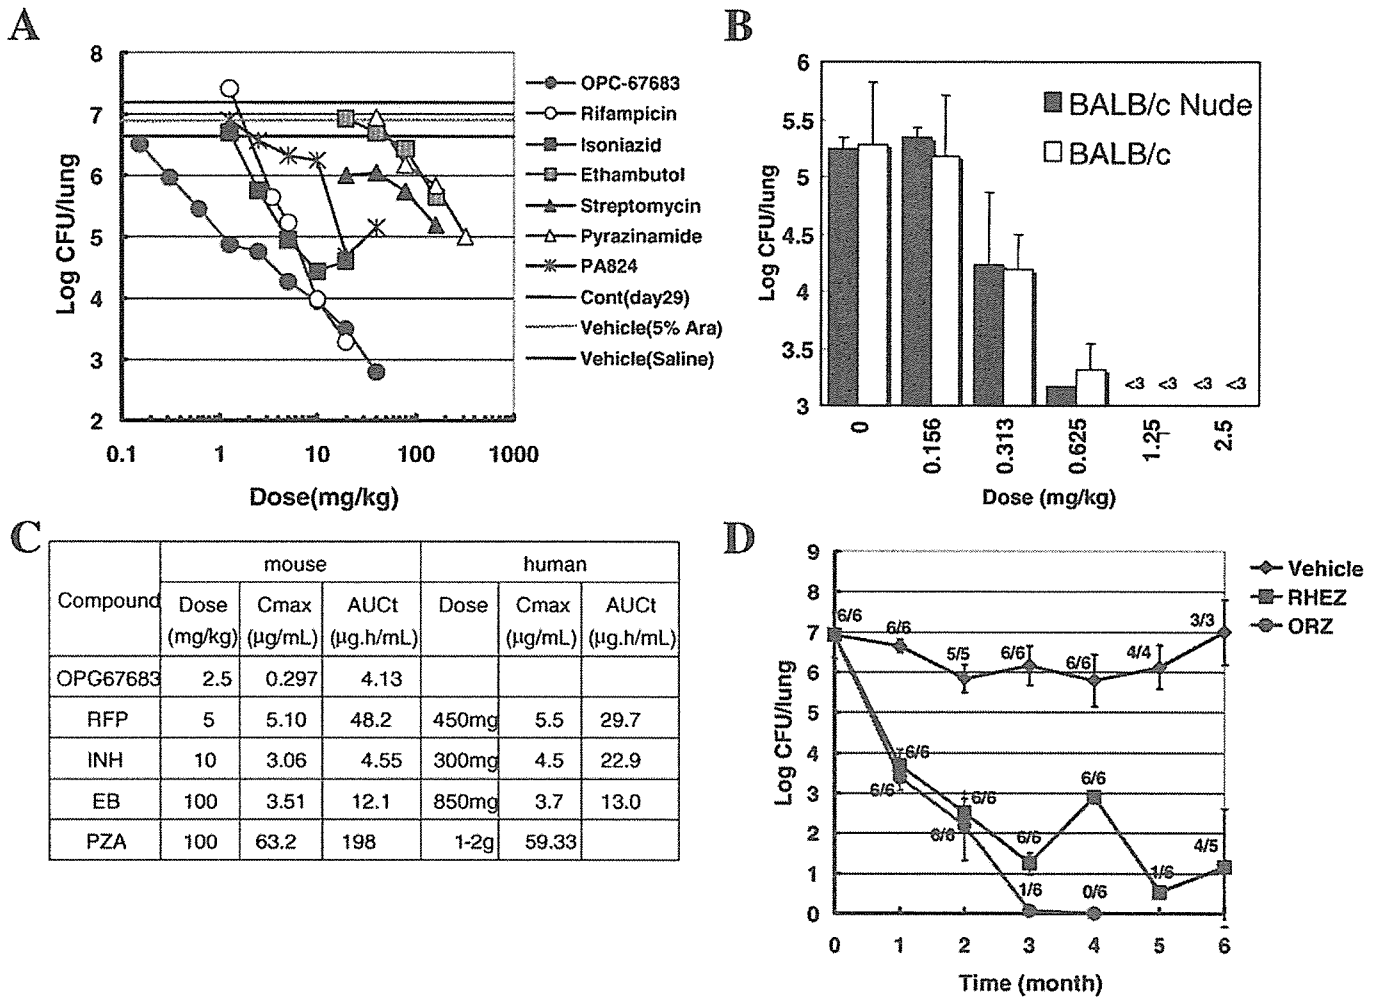 A
8
7
6
5
4
3
2
Log CFU/lung
0.1 1 10 100 1000
Dose(mg/kg)
OPC-67683
Rifampicin
Isoniazid
Ethambutol
Streptomycin
Pyrazinamide
PA824
Cont(day29)
Vehicle(5% Ara)
Vehicle(Saline)
B
6
5.5
5
4.5
4
3.5
3
Log CFU/lung
BALB/c Nude
BALB/c
<3 <3 <3 <3
0 0.156 0.313 0.625 1.25 2.5
Dose (mg/kg)
C
Compound mouse human
Dose (mg/kg) Cmax (µg/mL) AUCt (µg.h/mL) Dose Cmax (µg/mL) AUCt (µg.h/mL)
OPG67683 2.5 0.297 4.13
RFP 5 5.10 48.2 450mg 5.5 29.7
INH 10 3.06 4.55 300mg 4.5 22.9
EB 100 3.51 12.1 850mg 3.7 13.0
PZA 100 63.2 198 1-2g 59.33
D
9
8
7
6
5
4
3
2
1
0
Log CFU/lung
6/6 6/6 5/5 6/6 6/6 4/4 3/3
6/6 6/6 6/6 6/6 1/6 4/5
6/6 6/6 1/6 0/6
0 1 2 3 4 5 6
Time (month)
Vehicle
RHEZ
ORZ